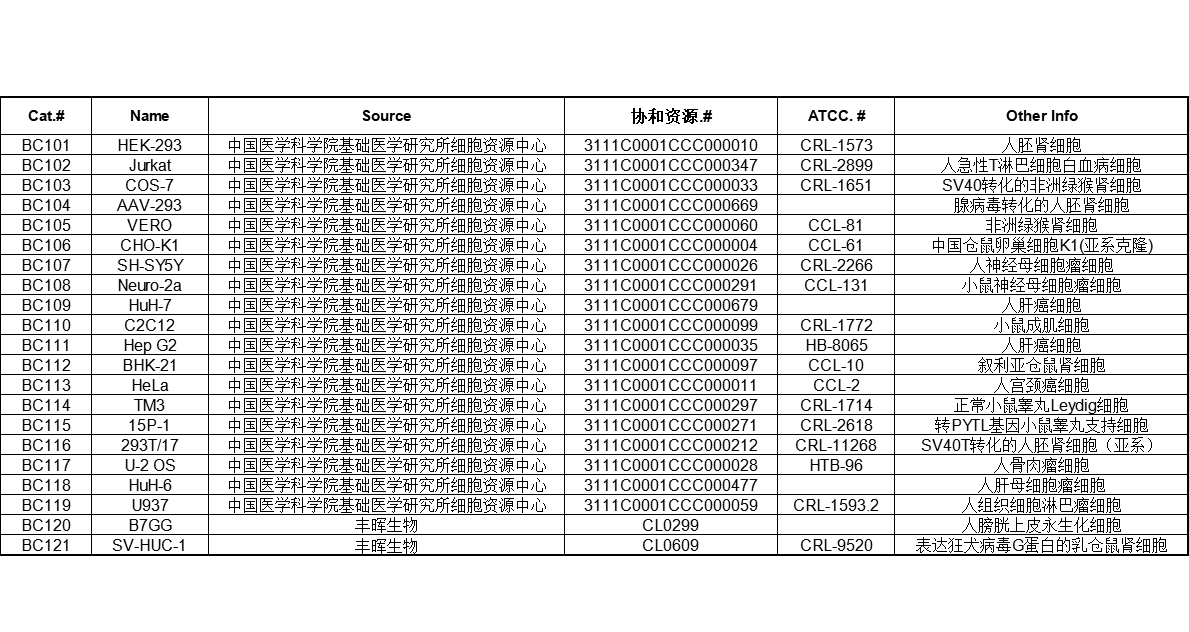 Cat.# Name Source 协和资源.# ATCC. # Other Info
BC101 HEK-293 中国医学科学院基础医学研究所细胞资源中心 3111C0001CCC000010 CRL-1573 人胚肾细胞
BC102 Jurkat 中国医学科学院基础医学研究所细胞资源中心 3111C0001CCC000347 CRL-2899 人急性T淋巴细胞白血病细胞
BC103 COS-7 中国医学科学院基础医学研究所细胞资源中心 3111C0001CCC000033 CRL-1651 SV40转化的非洲绿猴肾细胞
BC104 AAV-293 中国医学科学院基础医学研究所细胞资源中心 3111C0001CCC000669 腺病毒转化的人胚肾细胞
BC105 VERO 中国医学科学院基础医学研究所细胞资源中心 3111C0001CCC000060 CCL-81 非洲绿猴肾细胞
BC106 CHO-K1 中国医学科学院基础医学研究所细胞资源中心 3111C0001CCC000004 CCL-61 中国仓鼠卵巢细胞K1(亚系克隆)
BC107 SH-SY5Y 中国医学科学院基础医学研究所细胞资源中心 3111C0001CCC000026 CRL-2266 人神经母细胞瘤细胞
BC108 Neuro-2a 中国医学科学院基础医学研究所细胞资源中心 3111C0001CCC000291 CCL-131 小鼠神经母细胞瘤细胞
BC109 HuH-7 中国医学科学院基础医学研究所细胞资源中心 3111C0001CCC000679 人肝癌细胞
BC110 C2C12 中国医学科学院基础医学研究所细胞资源中心 3111C0001CCC000099 CRL-1772 小鼠成肌细胞
BC111 Hep G2 中国医学科学院基础医学研究所细胞资源中心 3111C0001CCC000035 HB-8065 人肝癌细胞
BC112 BHK-21 中国医学科学院基础医学研究所细胞资源中心 3111C0001CCC000097 CCL-10 叙利亚仓鼠肾细胞
BC113 HeLa 中国医学科学院基础医学研究所细胞资源中心 3111C0001CCC000011 CCL-2 人宫颈癌细胞
BC114 TM3 中国医学科学院基础医学研究所细胞资源中心 3111C0001CCC000297 CRL-1714 正常小鼠睾丸Leydig细胞
BC115 15P-1 中国医学科学院基础医学研究所细胞资源中心 3111C0001CCC000271 CRL-2618 转PYTL基因小鼠睾丸支持细胞
BC116 293T/17 中国医学科学院基础医学研究所细胞资源中心 3111C0001CCC000212 CRL-11268 SV40T转化的人胚肾细胞（亚系）
BC117 U-2 OS 中国医学科学院基础医学研究所细胞资源中心 3111C0001CCC000028 HTB-96 人骨肉瘤细胞
BC118 HuH-6 中国医学科学院基础医学研究所细胞资源中心 3111C0001CCC000477 人肝母细胞瘤细胞
BC119 U937 中国医学科学院基础医学研究所细胞资源中心 3111C0001CCC000059 CRL-1593.2 人组织细胞淋巴瘤细胞
BC120 B7GG 丰晖生物 CL0299 人膀胱上皮永生化细胞
BC121 SV-HUC-1 丰晖生物 CL0609 CRL-9520 表达狂犬病毒G蛋白的乳仓鼠肾细胞